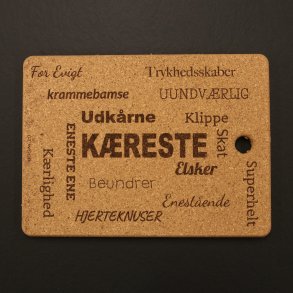 For Evigt
Trykhedsskaber
krammebamse
UUNDVÆRLIG
Udkårne
Klippe
KÆRESTE
Skat
ENESTE ENE
Kærlighed
Elsker
Superhelt
Beundrer
Enestående
HJERTEKNUSER